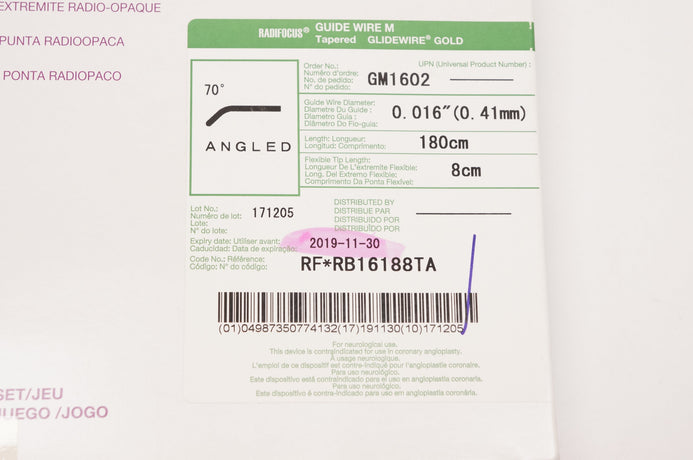 EXTREMITE RADIO-OPAQUE
PUNTA RADIOOPACA
PONTA RADIOPACO
RADIFOCUS® GUIDE WIRE M
Tapered GLIDEWIRE® GOLD
70°
ANGLED
Order No.:
Numéro d'ordre:
No. de pedido:
N° do pedido:
GM1602
UPN (Universal Product Number) :
Guide Wire Diameter:
Diametre Du Guide :
Diametro Guia :
Diâmetro Do Fio-guia:
0.016"(0.41mm)
Length: Longueur:
Longitud: Comprimento:
180cm
Flexible Tip Length:
Longueur De L'extremite Flexible:
Long. Del Extremo Flexible:
Comprimento Da Ponta Flexível:
8cm
Lot No.:
Numéro de lot:
Lote:
N° do lote:
171205
DISTRIBUTED BY
DISTRIBUE PAR
DISTRIBUIDO POR
DISTRIBUÍDO POR
Expiry date: Utiliser avant:
Caducidad: Data de expiração:
2019-11-30
Code No.: Référence:
Código: N° do código:
RF*RB16188TA
(01)04987350774132(17)191130(10)171205
For neurological use.
This device is contraindicated for use in coronary angioplasty.
A usage neurologique.
L'emploi de ce dispositif est contre-indiqué pour l'angioplastie coronaire.
Para uso neurológico.
Este dispositivo está contraindicado para el uso en angioplastia coronaria.
Para uso neurológico.
Este dispositivo é contra-indicado para o uso em angioplastia coronária.
SET/JEU
JUEGO /JOGO